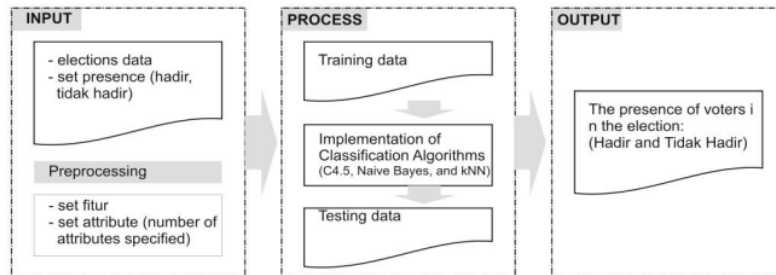 INPUT
- elections data
- set presence (hadir,
tidak hadir)
Preprocessing
- set fitur
- set attribute (number of
attributes specified)
PROCESS
Training data
Implementation of
Classification Algorithms
(C4.5, Naive Bayes, and kNN)
Testing data
OUTPUT
The presence of voters i
n the election:
(Hadir and Tidak Hadir)